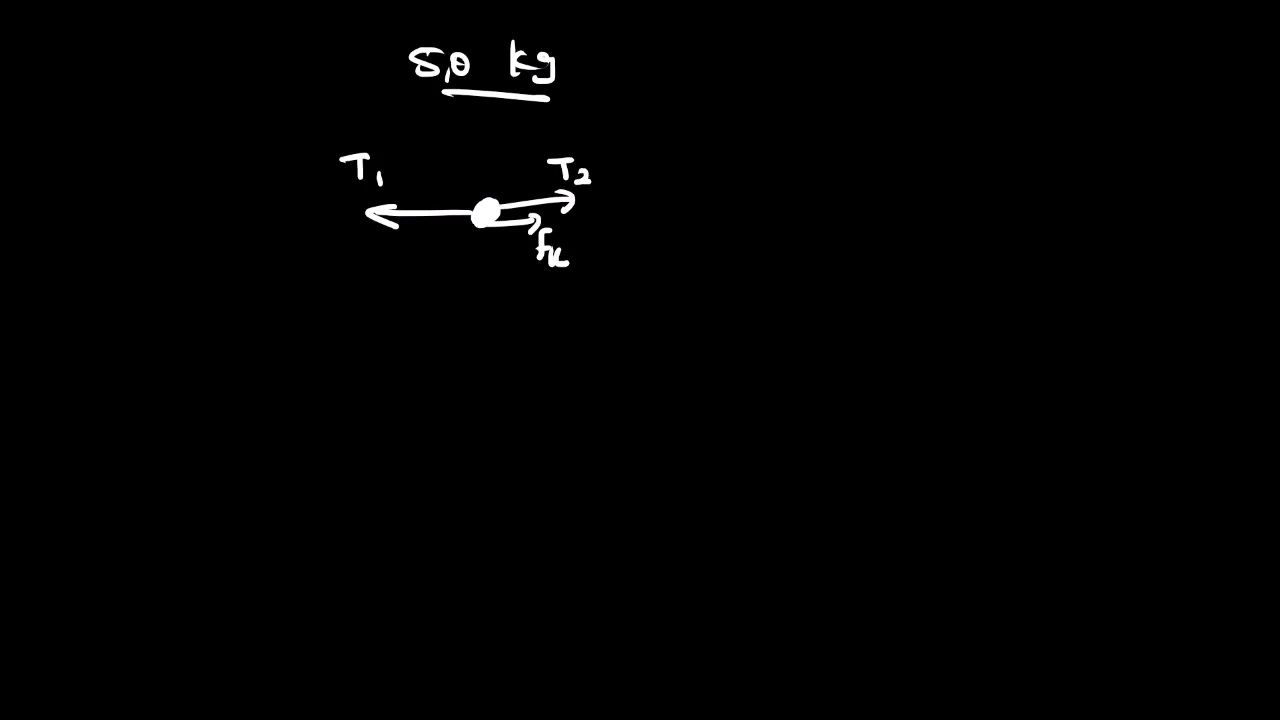 5,0 kg
T₁ T₂
fk